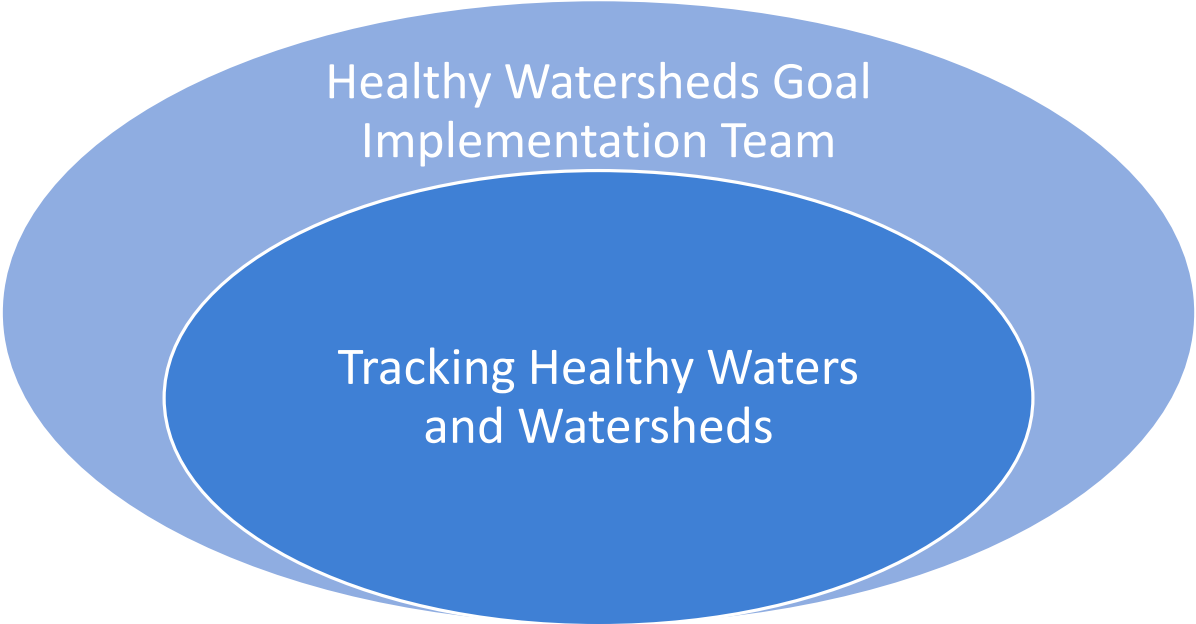 Healthy Watersheds Goal
Implementation Team
Tracking Healthy Waters
and Watersheds